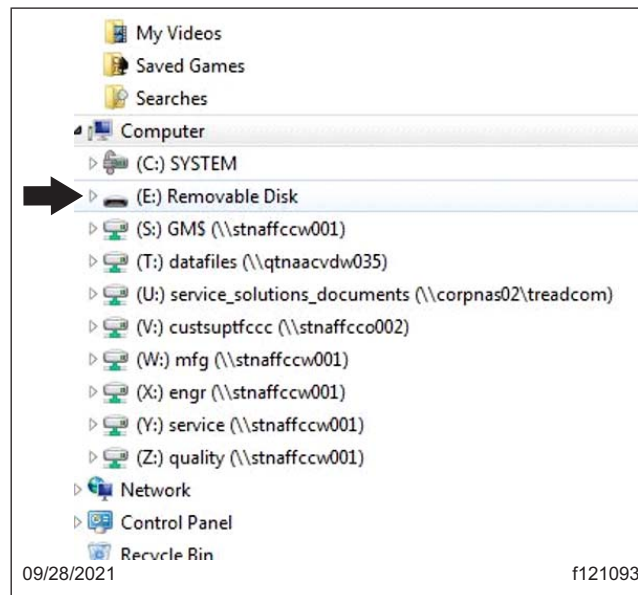 My Videos
Saved Games
Searches
Computer
(C:) SYSTEM
(E:) Removable Disk
(S:) GM$ (\\stnaffccw001)
(T:) datafiles (\\qtnaacvdw035)
(U:) service_solutions_documents (\\corpnas02\treadcom)
(V:) custsuptfccc (\\stnaffcco002)
(W:) mfg (\\stnaffccw001)
(X:) engr (\\stnaffccw001)
(Y:) service (\\stnaffccw001)
(Z:) quality (\\stnaffccw001)
Network
Control Panel
Recycle Bin
09/28/2021 f121093